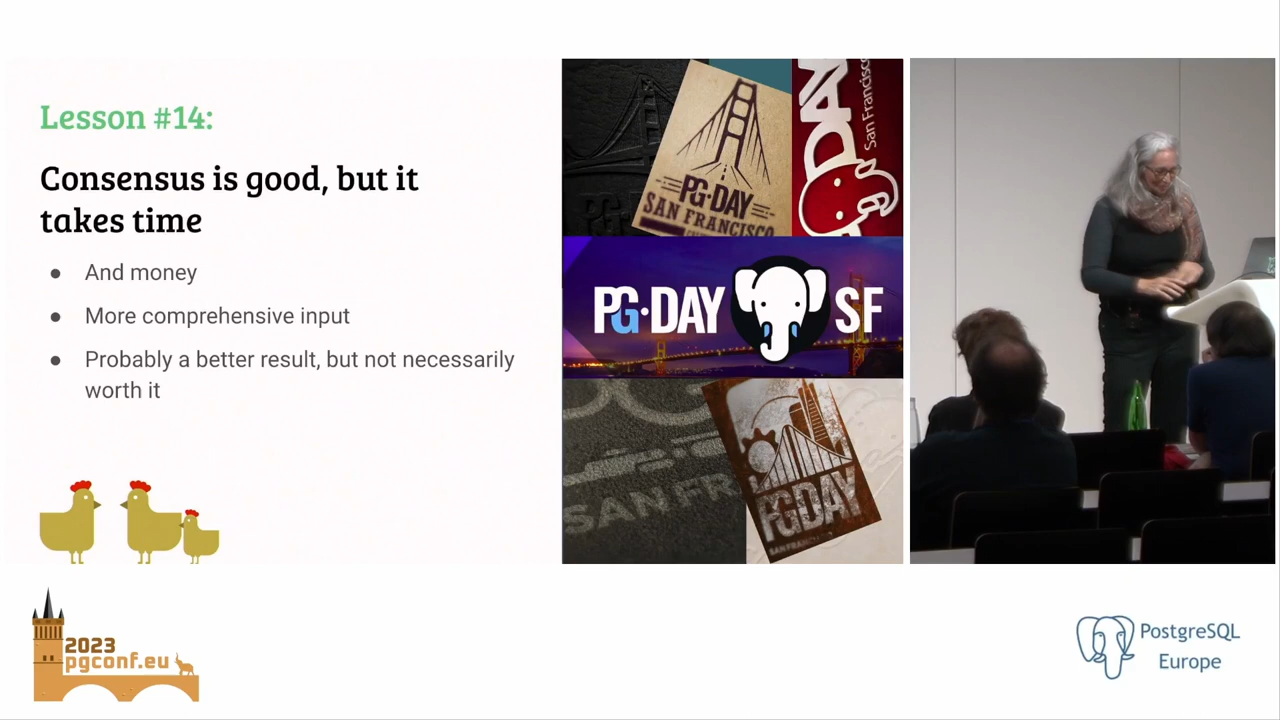 Lesson #14:
Consensus is good, but it
takes time
● And money
● More comprehensive input
● Probably a better result, but not necessarily
worth it
PG·DAY
SAN FRANCISCO
DAY
San Francisco
PG·DAY SF
SAN FR
PGDAY
2023
pgconf.eu
PostgreSQL
Europe